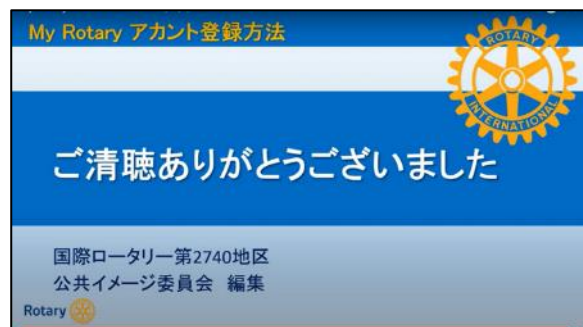 My Rotary アカント登録方法
ROTARY
INTERNATIONAL
ご清聴ありがとうございました
国際ロータリー第2740地区
公共イメージ委員会 編集
Rotary